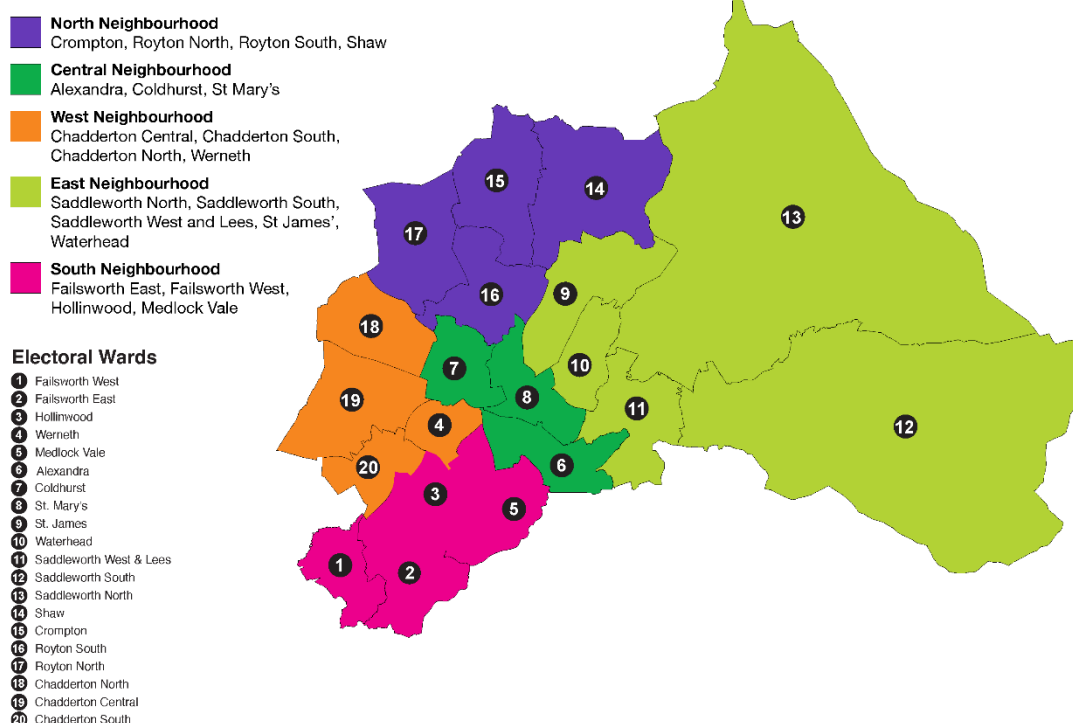 North Neighbourhood
Crompton, Royton North, Royton South, Shaw
Central Neighbourhood
Alexandra, Coldhurst, St Mary's
West Neighbourhood
Chadderton Central, Chadderton South,
Chadderton North, Werneth
East Neighbourhood
Saddleworth North, Saddleworth South,
Saddleworth West and Lees, St James',
Waterhead
South Neighbourhood
Failsworth East, Failsworth West,
Hollinwood, Medlock Vale
Electoral Wards
1 Failsworth West
2 Failsworth East
3 Hollinwood
4 Werneth
5 Medlock Vale
6 Alexandra
7 Coldhurst
8 St. Mary's
9 St. James
10 Waterhead
11 Saddleworth West & Lees
12 Saddleworth South
13 Saddleworth North
14 Shaw
15 Crompton
16 Royton South
17 Royton North
18 Chadderton North
19 Chadderton Central
20 Chadderton South
15
14
13
17
16
9
18
7
10
19
8
11
4
12
20
6
3
5
1
2